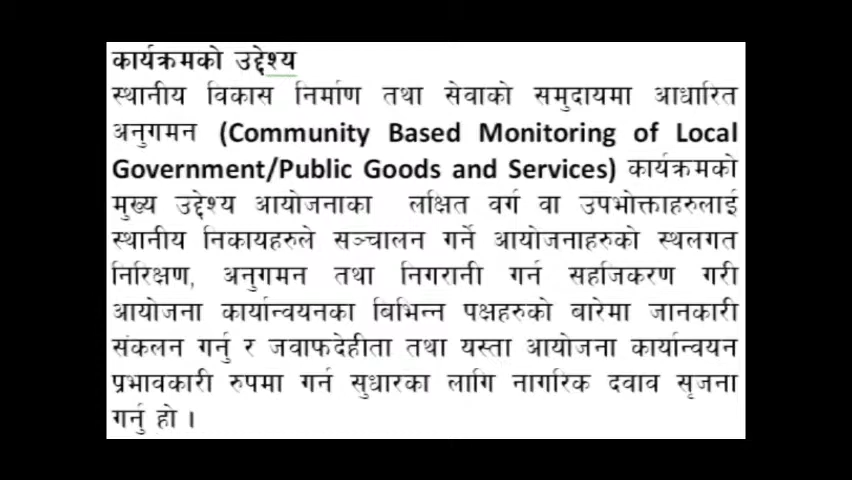 कार्यक्रमको उद्देश्य
स्थानीय विकास निर्माण तथा सेवाको समुदायमा आधारित
अनुगमन (Community Based Monitoring of Local
Government/Public Goods and Services) कार्यक्रमको
मुख्य उद्देश्य आयोजनाका लक्षित वर्ग वा उपभोक्ताहरुलाई
स्थानीय निकायहरुले सञ्चालन गर्ने आयोजनाहरुको स्थलगत
निरिक्षण, अनुगमन तथा निगरानी गर्न सहजिकरण गरी
आयोजना कार्यान्वयनका बिभिन्न पक्षहरुको बारेमा जानकारी
संकलन गर्नु र जवाफदेहीता तथा यस्ता आयोजना कार्यान्वयन
प्रभावकारी रुपमा गर्न सुधारका लागि नागरिक दवाव सृजना
गर्नु हो ।